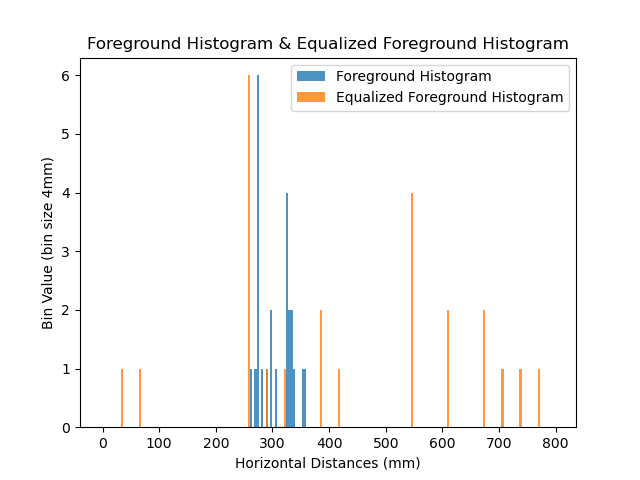 Foreground Histogram & Equalized Foreground Histogram
Foreground Histogram
Equalized Foreground Histogram
Bin Value (bin size 4mm)
6
5
4
3
2
1
0
0 100 200 300 400 500 600 700 800
Horizontal Distances (mm)